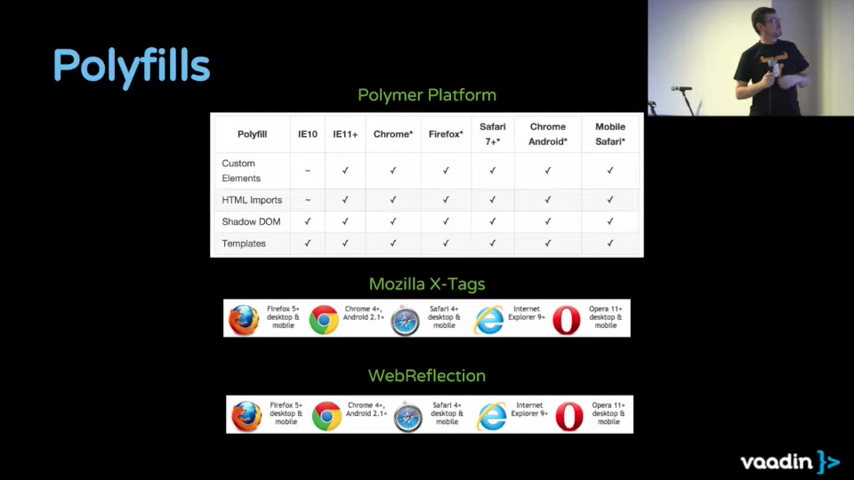 Polyfills
Polymer Platform
Polyfill IE10 IE11+ Chrome* Firefox* Safari 7+* Chrome Android* Mobile Safari*
Custom Elements ~ ✓ ✓ ✓ ✓ ✓ ✓
HTML Imports ~ ✓ ✓ ✓ ✓ ✓ ✓
Shadow DOM ✓ ✓ ✓ ✓ ✓ ✓ ✓
Templates ✓ ✓ ✓ ✓ ✓ ✓ ✓
Mozilla X-Tags
Firefox 5+ desktop & mobile
Chrome 4+, Android 2.1+
Safari 4+ desktop & mobile
Internet Explorer 9+
Opera 11+ desktop & mobile
WebReflection
Firefox 5+ desktop & mobile
Chrome 4+, Android 2.1+
Safari 4+ desktop & mobile
Internet Explorer 9+
Opera 11+ desktop & mobile
vaadin }>